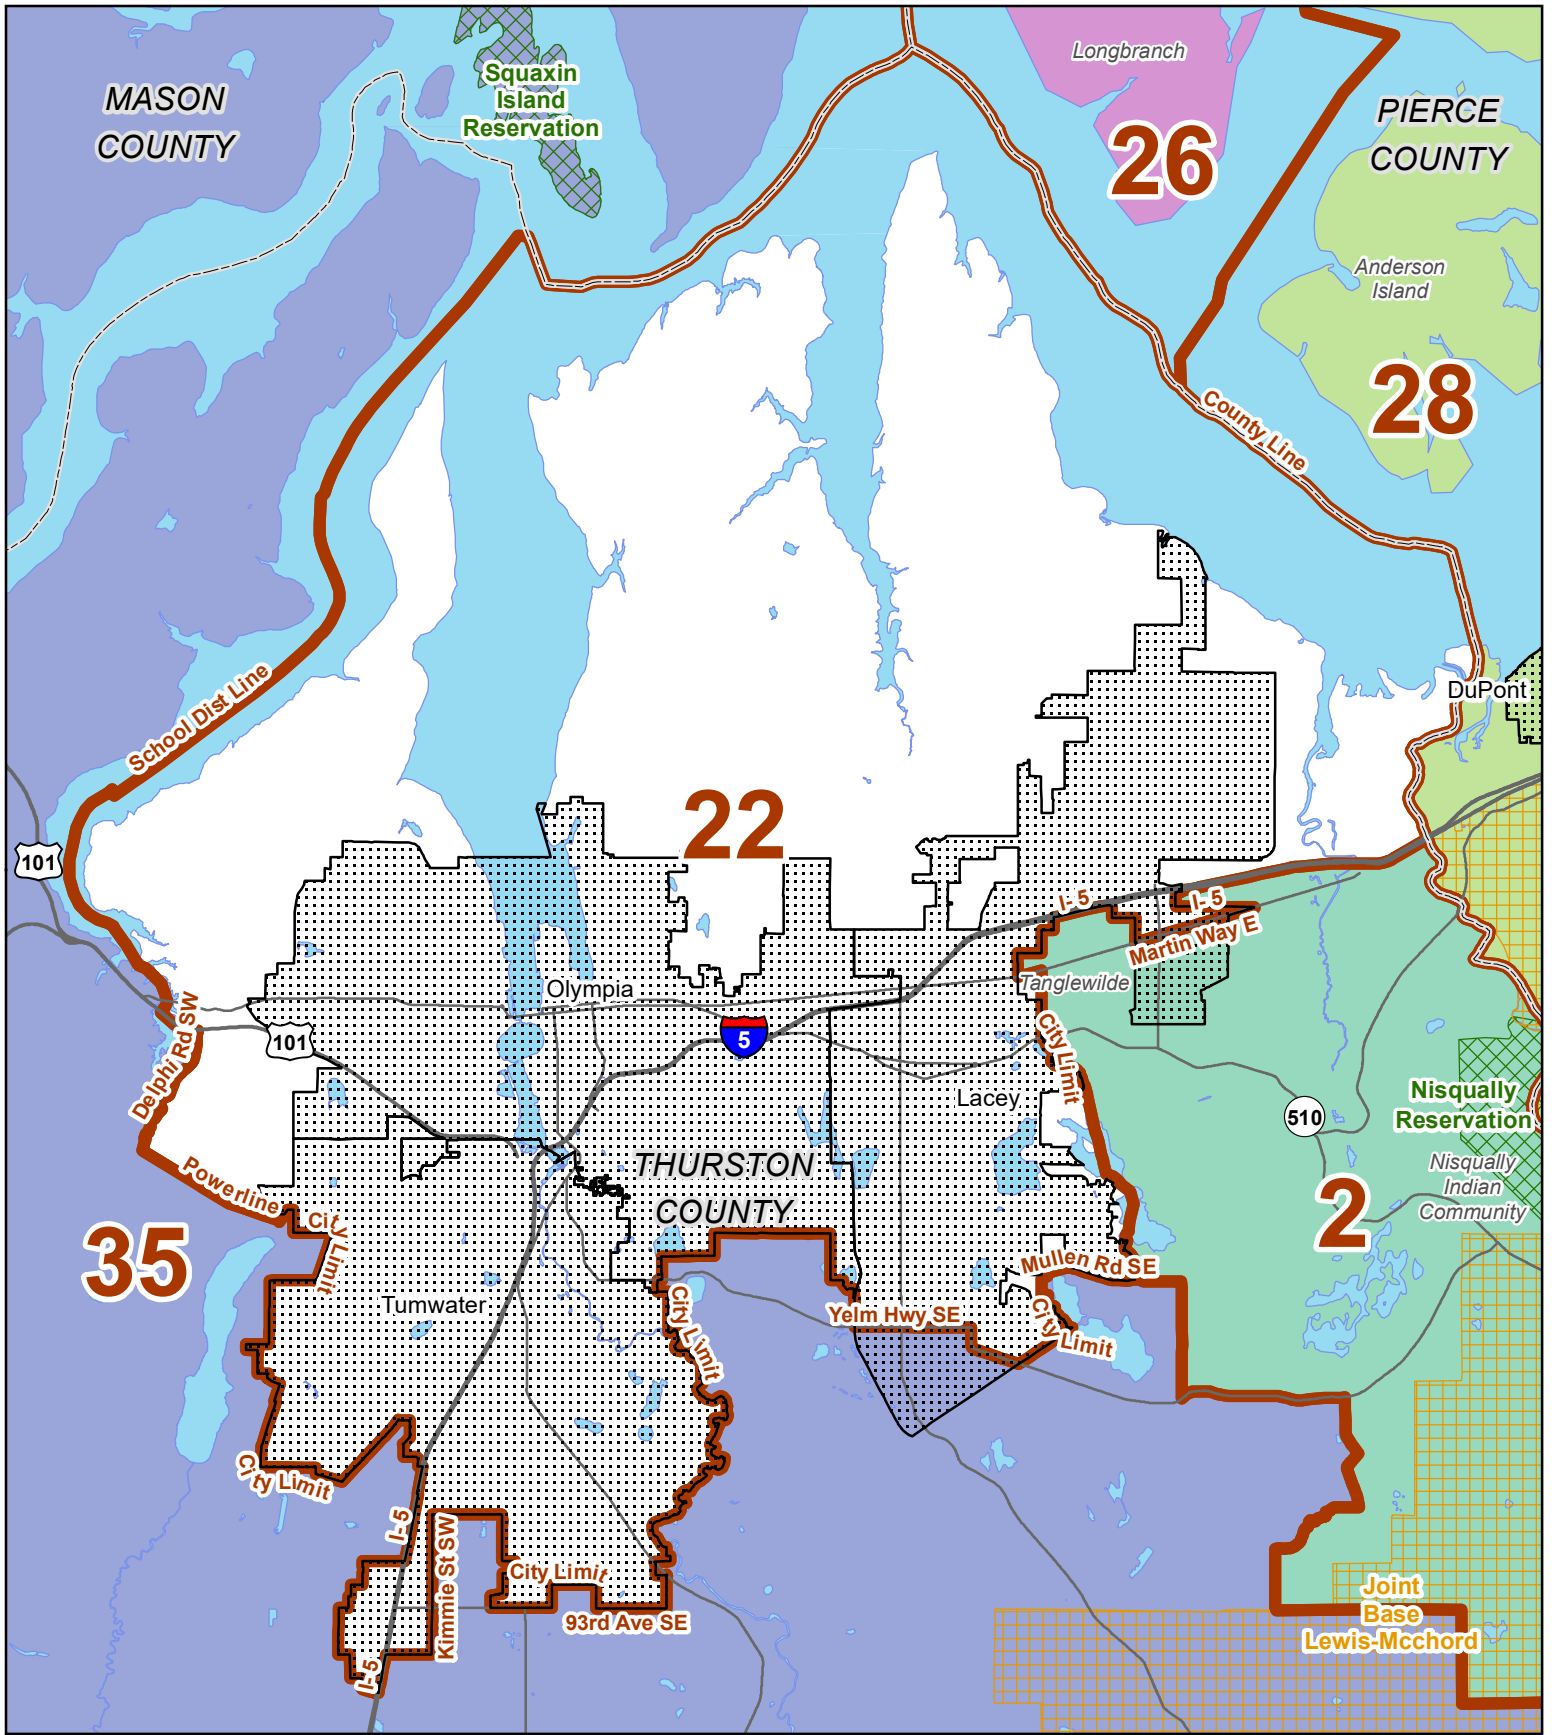 Longbranch
MASON
COUNTY
Squaxin
Island
Reservation
PIERCE
COUNTY
26
Anderson
Island
28
County Line
School Dist Line
DuPont
22
101
I-5
I-5
Martin Way E
Tanglewilde
Olympia
Delphi Rd SW
101
5
City Limit
Lacey
510
Nisqually
Reservation
THURSTON
COUNTY
Nisqually
Indian
Community
Powerline
City Limit
2
35
Mullen Rd SE
Tumwater
City Limit
Yelm Hwy SE
City Limit
City Limit
I-5
Kimmie St SW
City Limit
93rd Ave SE
Joint
Base
Lewis-Mcchord
I-5